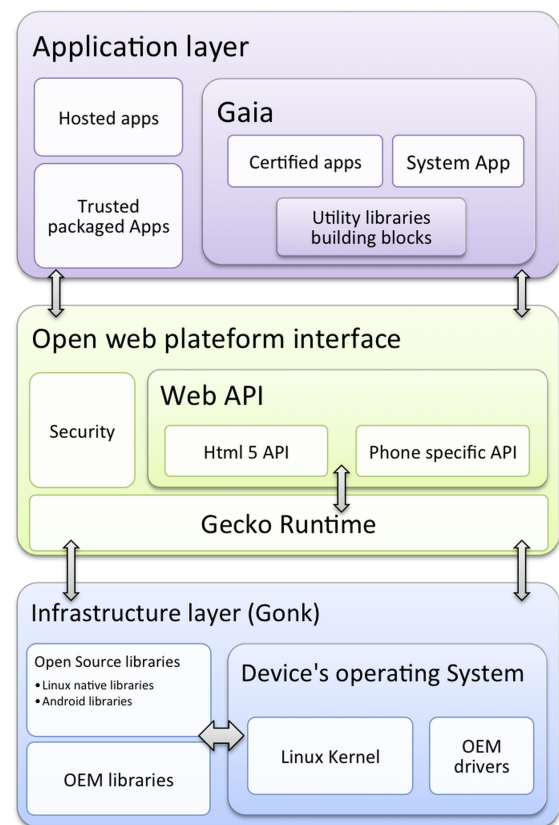 Application layer
Hosted apps
Trusted
packaged Apps
Gaia
Certified apps
System App
Utility libraries
building blocks
Open web plateform interface
Security
Web API
Html 5 API
Phone specific API
Gecko Runtime
Infrastructure layer (Gonk)
Open Source libraries
•Linux native libraries
•Android libraries
OEM libraries
Device's operating System
Linux Kernel
OEM
drivers